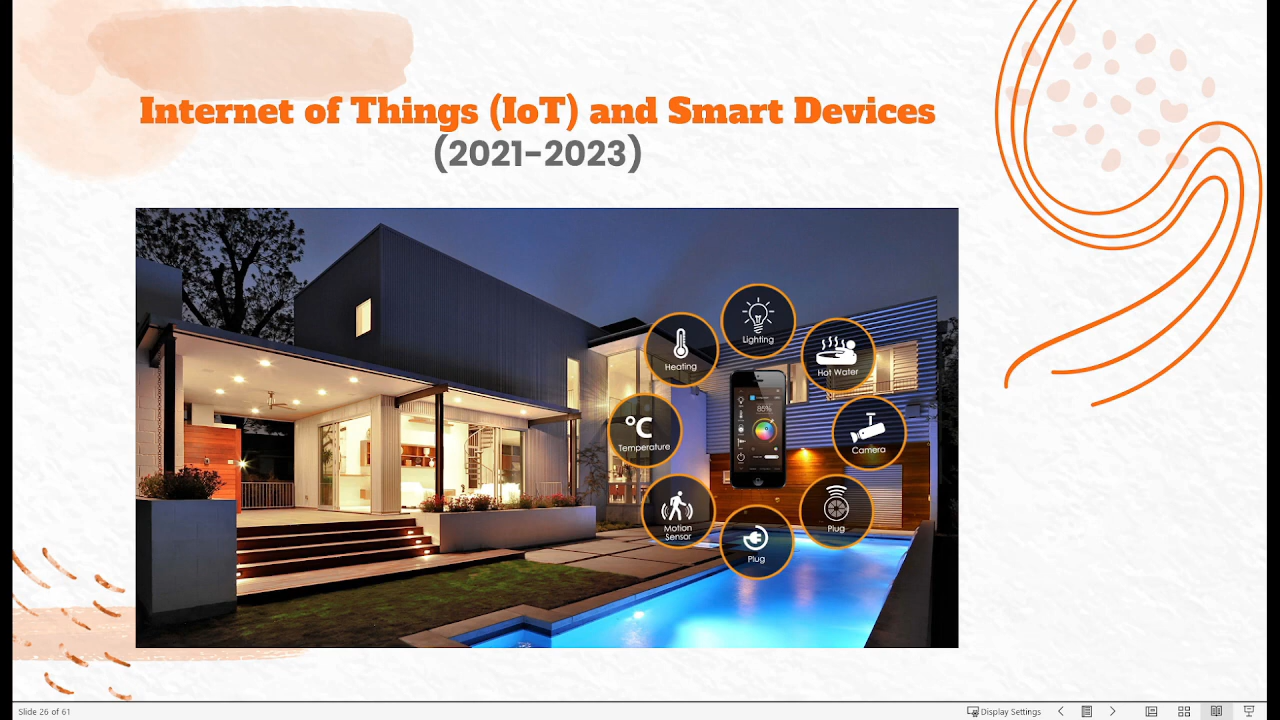 Internet of Things (IoT) and Smart Devices
(2021-2023)
Lighting
Heating
Hot Water
85%
°C
Temperature
Camera
Motion
Sensor
Plug
Plug
Slide 26 of 61
Display Settings